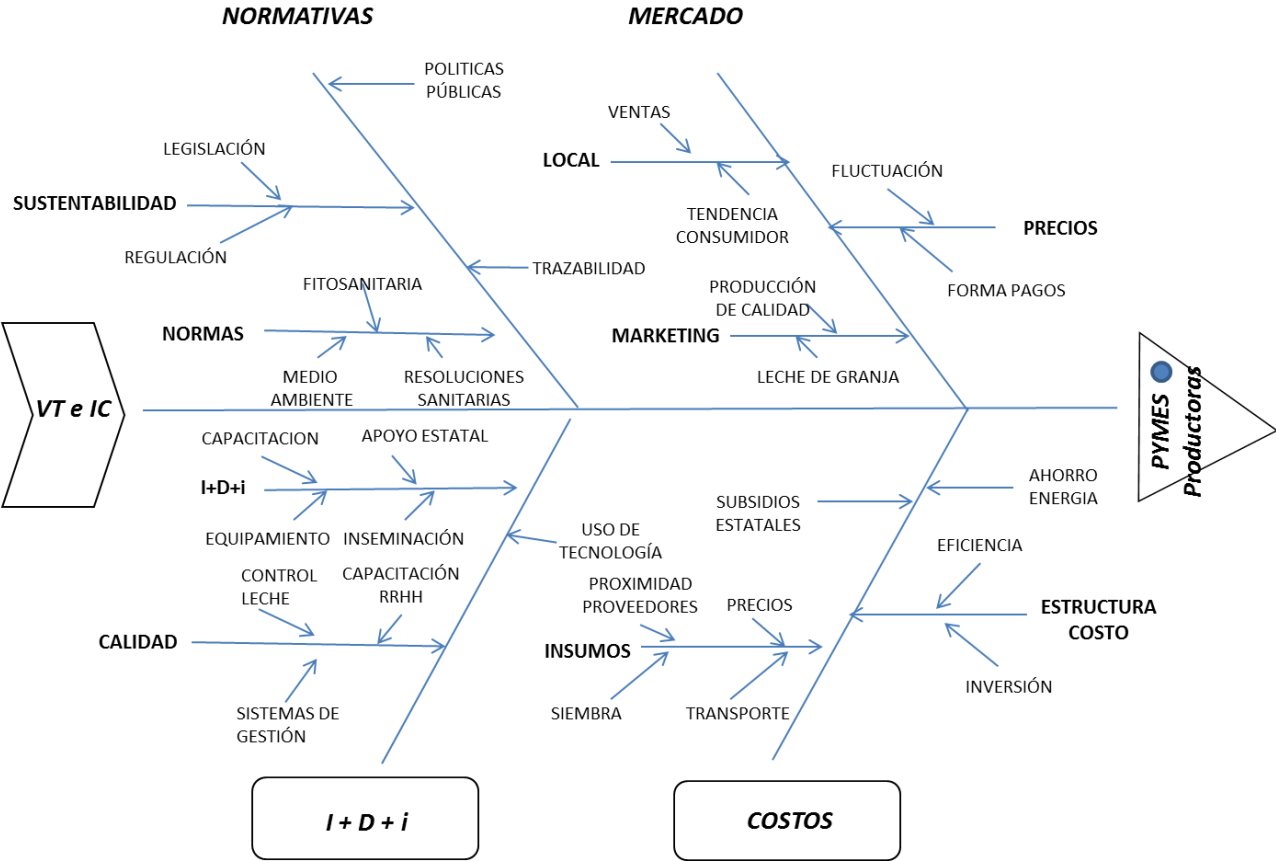 NORMATIVAS
MERCADO
POLITICAS
PÚBLICAS
VENTAS
LEGISLACIÓN
LOCAL
FLUCTUACIÓN
SUSTENTABILIDAD
TENDENCIA
CONSUMIDOR
PRECIOS
REGULACIÓN
TRAZABILIDAD
FITOSANITARIA
PRODUCCIÓN
DE CALIDAD
FORMA PAGOS
NORMAS
MARKETING
MEDIO
AMBIENTE
RESOLUCIONES
SANITARIAS
LECHE DE GRANJA
VT e IC
PYMES
Productoras
CAPACITACION
APOYO ESTATAL
I+D+i
SUBSIDIOS
ESTATALES
AHORRO
ENERGIA
EQUIPAMIENTO
INSEMINACIÓN
USO DE
TECNOLOGÍA
EFICIENCIA
CONTROL
LECHE
CAPACITACIÓN
RRHH
PROXIMIDAD
PROVEEDORES
PRECIOS
ESTRUCTURA
COSTO
CALIDAD
INSUMOS
INVERSIÓN
SISTEMAS DE
GESTIÓN
SIEMBRA
TRANSPORTE
I + D + i
COSTOS